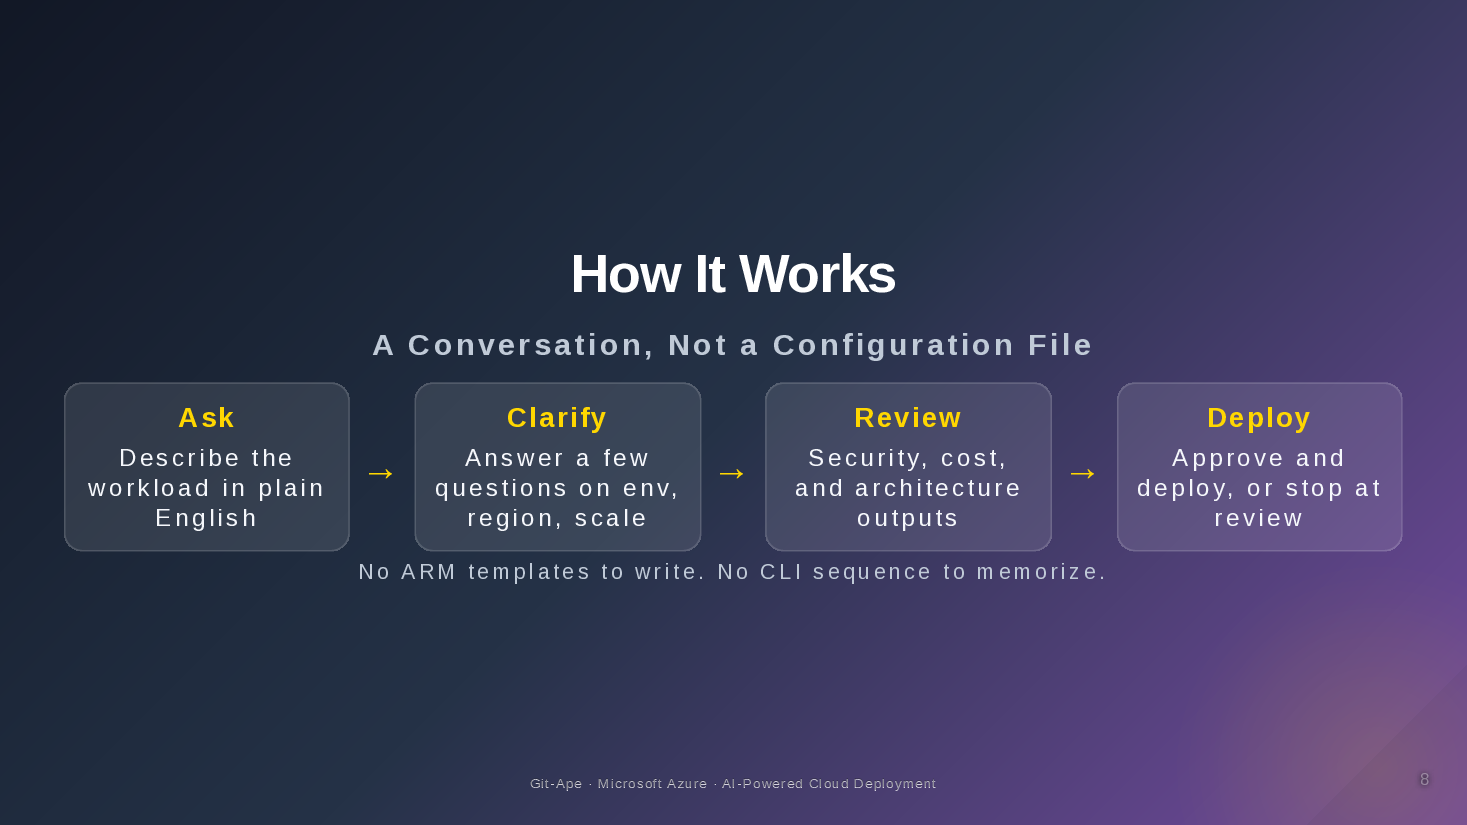 How It Works
A Conversation, Not a Configuration File
Ask
Describe the
workload in plain
English
→
Clarify
Answer a few
questions on env,
region, scale
→
Review
Security, cost,
and architecture
outputs
→
Deploy
Approve and
deploy, or stop at
review
No ARM templates to write. No CLI sequence to memorize.
Git-Ape · Microsoft Azure · AI-Powered Cloud Deployment
8